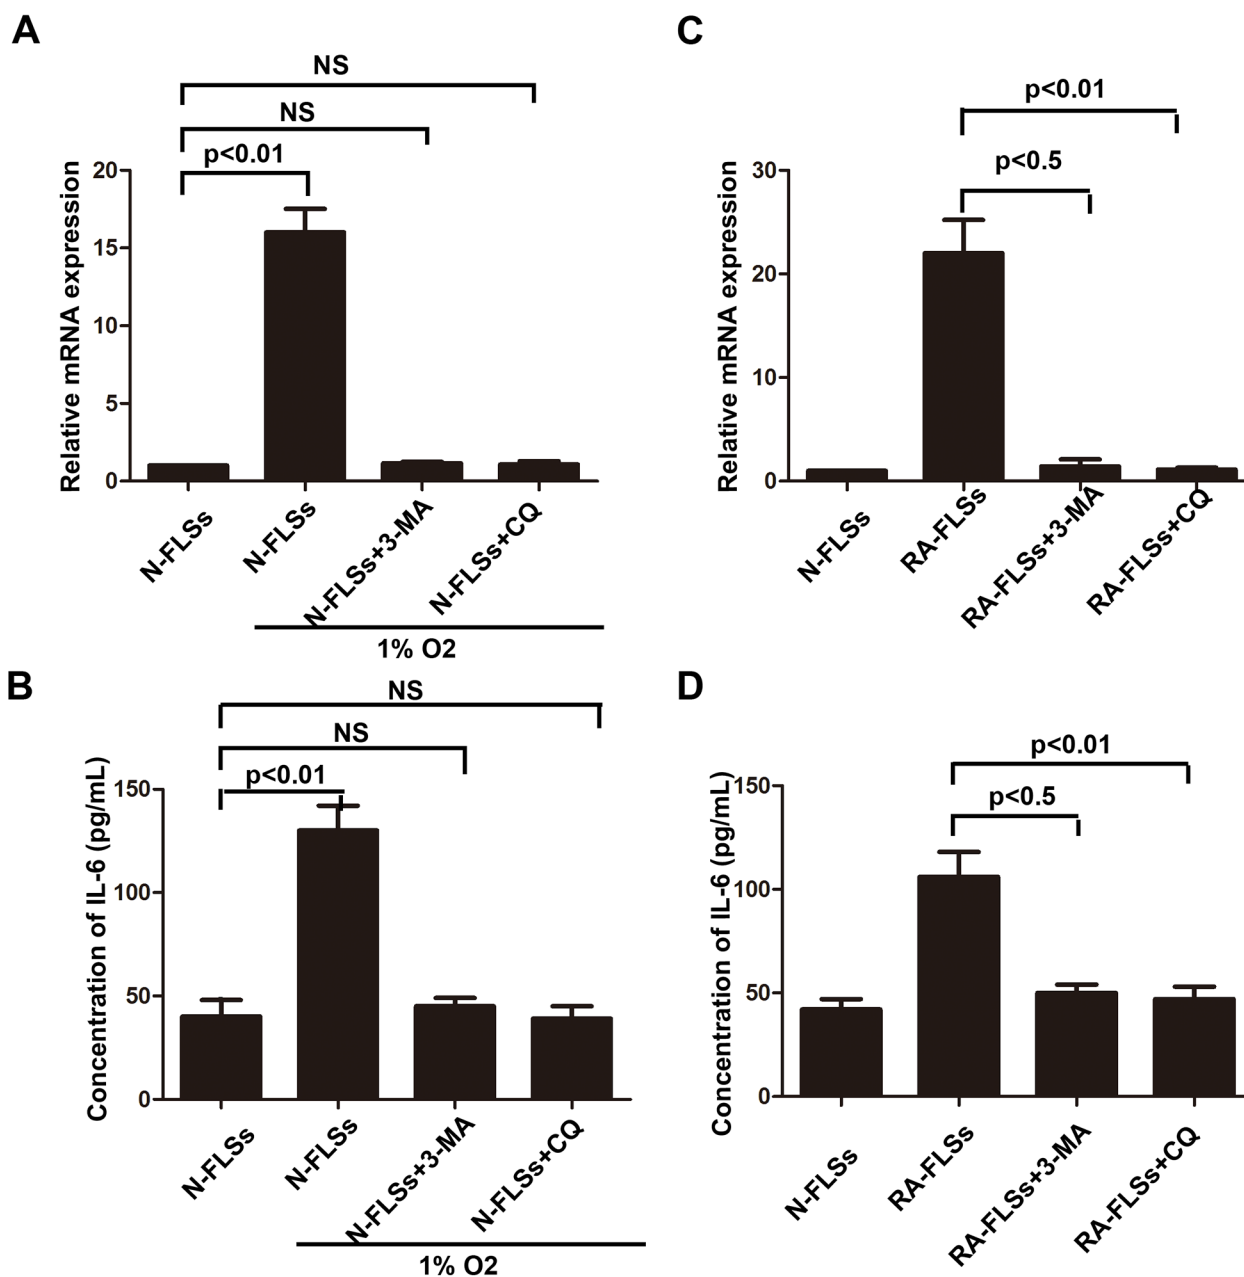 A
NS
NS
p<0.01
Relative mRNA expression
20
15
10
5
0
N-FLSs
N-FLSs
N-FLSs+3-MA
N-FLSs+CQ
1% O2
C
p<0.01
p<0.5
Relative mRNA expression
30
20
10
0
N-FLSs
RA-FLSs
RA-FLSs+3-MA
RA-FLSs+CQ
B
NS
NS
p<0.01
Concentration of IL-6 (pg/mL)
150
100
50
0
N-FLSs
N-FLSs
N-FLSs+3-MA
N-FLSs+CQ
1% O2
D
p<0.01
p<0.5
Concentration of IL-6 (pg/mL)
150
100
50
0
N-FLSs
RA-FLSs
RA-FLSs+3-MA
RA-FLSs+CQ